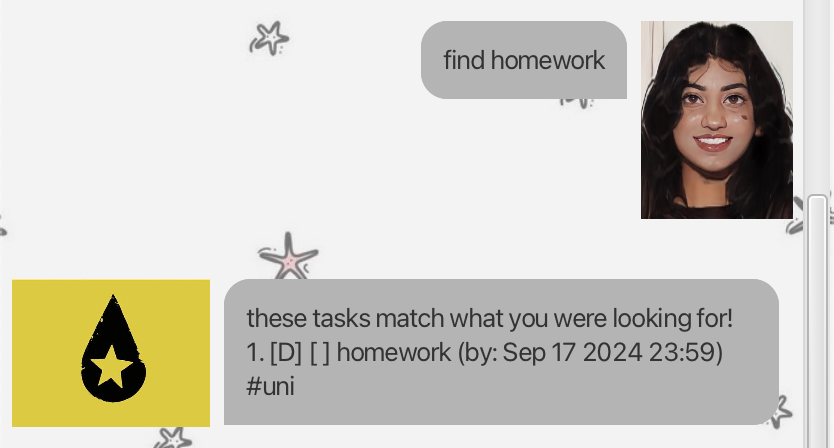 find homework
these tasks match what you were looking for!
1. [D] [ ] homework (by: Sep 17 2024 23:59)
#uni